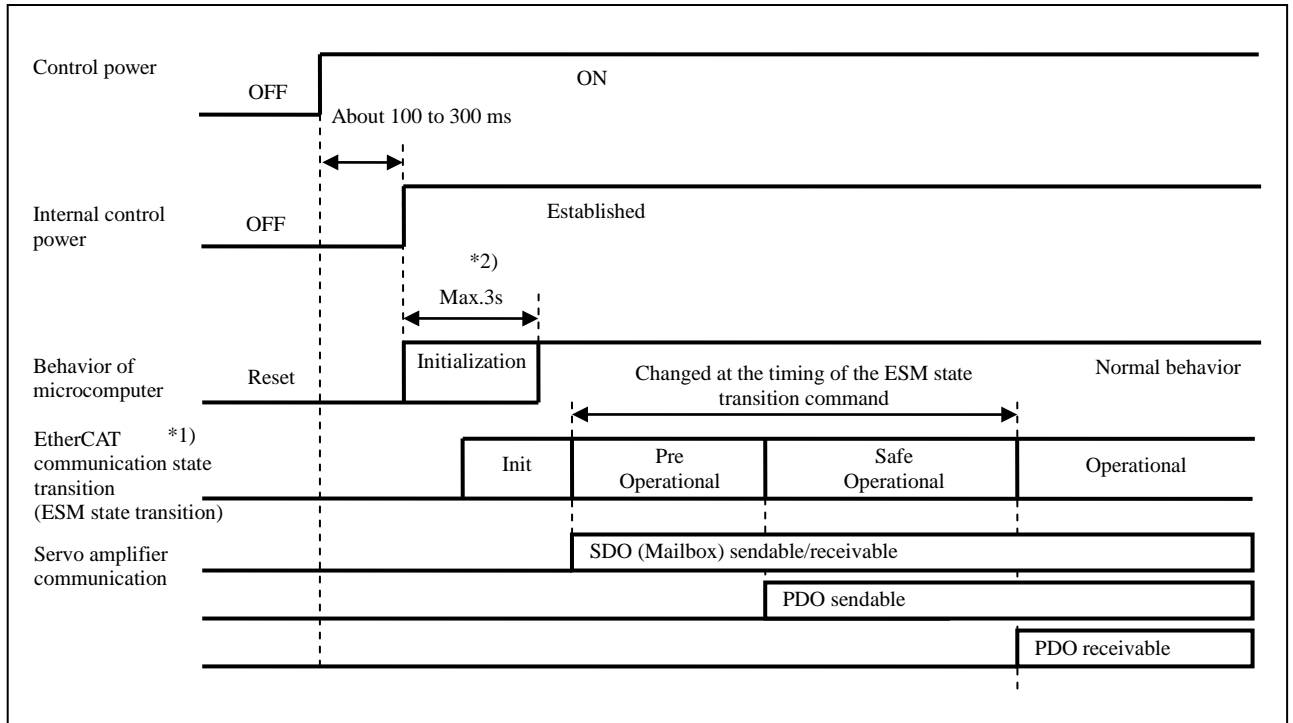 Control power
OFF
ON
About 100 to 300 ms
Internal control
power
OFF
Established
*2)
Max.3s
Behavior of
microcomputer
Reset
Initialization
Changed at the timing of the ESM state
transition command
Normal behavior
EtherCAT *1)
communication state
transition
(ESM state transition)
Init
Pre
Operational
Safe
Operational
Operational
Servo amplifier
communication
SDO (Mailbox) sendable/receivable
PDO sendable
PDO receivable